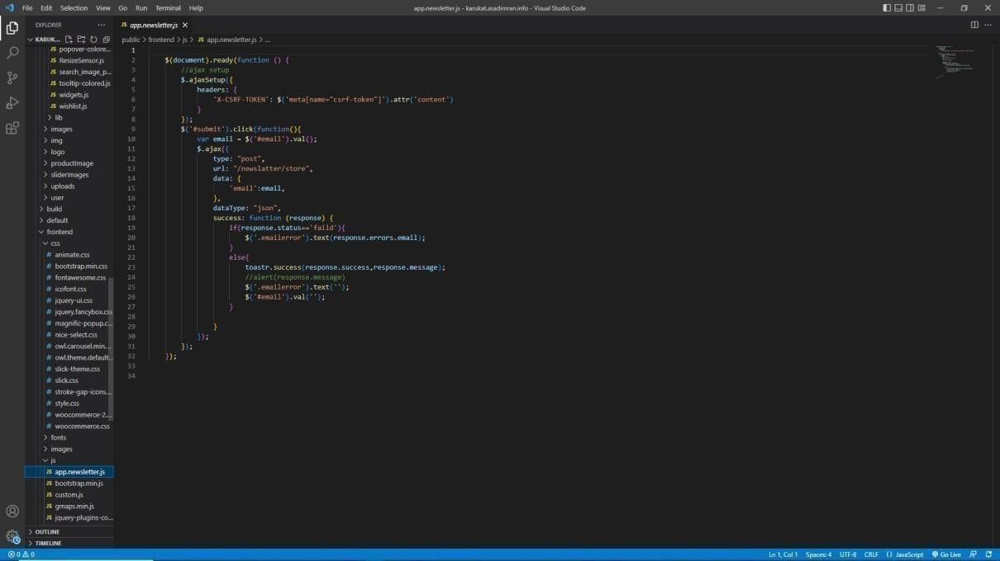 File Edit Selection View Go Run Terminal Help
app.newsletter.js - karukat.asadimran.info - Visual Studio Code
EXPLORER
KARUK...
popover-colore...
ResizeSensor.js
search_image_p...
tooltip-colored.js
widgets.js
wishlist.js
lib
images
img
logo
productImage
sliderImages
uploads
user
build
default
frontend
css
animate.css
bootstrap.min.css
fontawesome.css
icofont.css
jquery-ui.css
jquery.fancybox.css
magnific-popup.c...
nice-select.css
owl.carousel.min....
owl.theme.default...
slick-theme.css
slick.css
stroke-gap-icons....
style.css
woocommerce-2....
woocommerce.css
fonts
images
js
app.newsletter.js
bootstrap.min.js
custom.js
gmaps.min.js
jquery-plugins-co...
OUTLINE
TIMELINE
JS app.newsletter.js
public > frontend > js > JS app.newsletter.js > ...
1
2 $(document).ready(function () {
3 //ajax setup
4 $.ajaxSetup({
5 headers: {
6 'X-CSRF-TOKEN': $('meta[name="csrf-token"]').attr('content')
7 }
8 });
9 $('#submit').click(function(){
10 var email = $('#email').val();
11 $.ajax({
12 type: "post",
13 url: "/newslatter/store",
14 data: {
15 'email':email,
16 },
17 dataType: "json",
18 success: function (response) {
19 if(response.status=='faild'){
20 $('.emailerror').text(response.errors.email);
21 }
22 else{
23 toastr.success(response.success,response.message);
24 //alert(response.message)
25 $('.emailerror').text('');
26 $('#email').val('');
27 }
28
29 }
30 });
31 });
32 });
33
34
0 0
Ln 1, Col 1 Spaces: 4 UTF-8 CRLF {} JavaScript Go Live